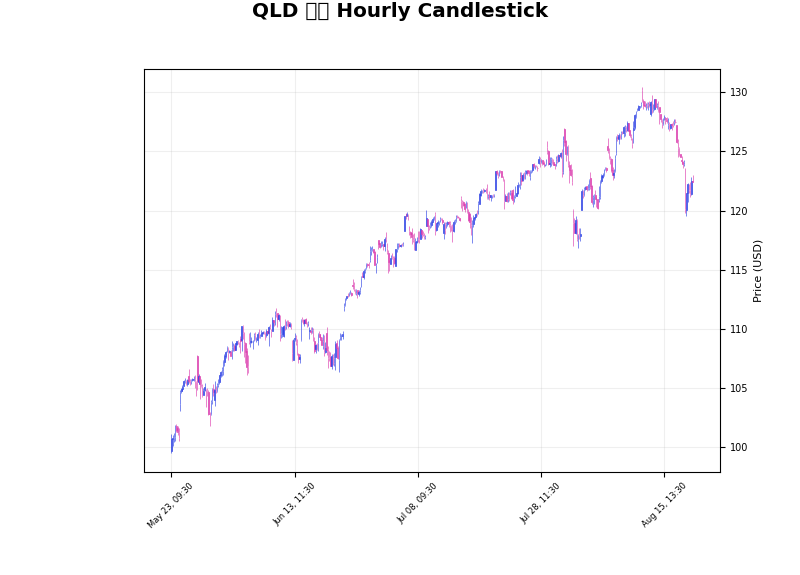 QLD Hourly Candlestick
130
125
120
115
110
105
100
Price (USD)
May 23, 09:30
Jun 13, 11:30
Jul 08, 09:30
Jul 28, 11:30
Aug 15, 13:30